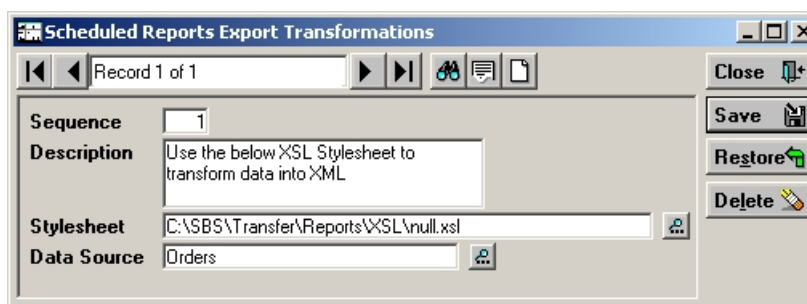 Scheduled Reports Export Transformations
Record 1 of 1
Close
Sequence 1
Save
Description Use the below XSL Stylesheet to
transform data into XML
Restore
Delete
Stylesheet C:\SBS\Transfer\Reports\XSL\null.xsl
Data Source Orders